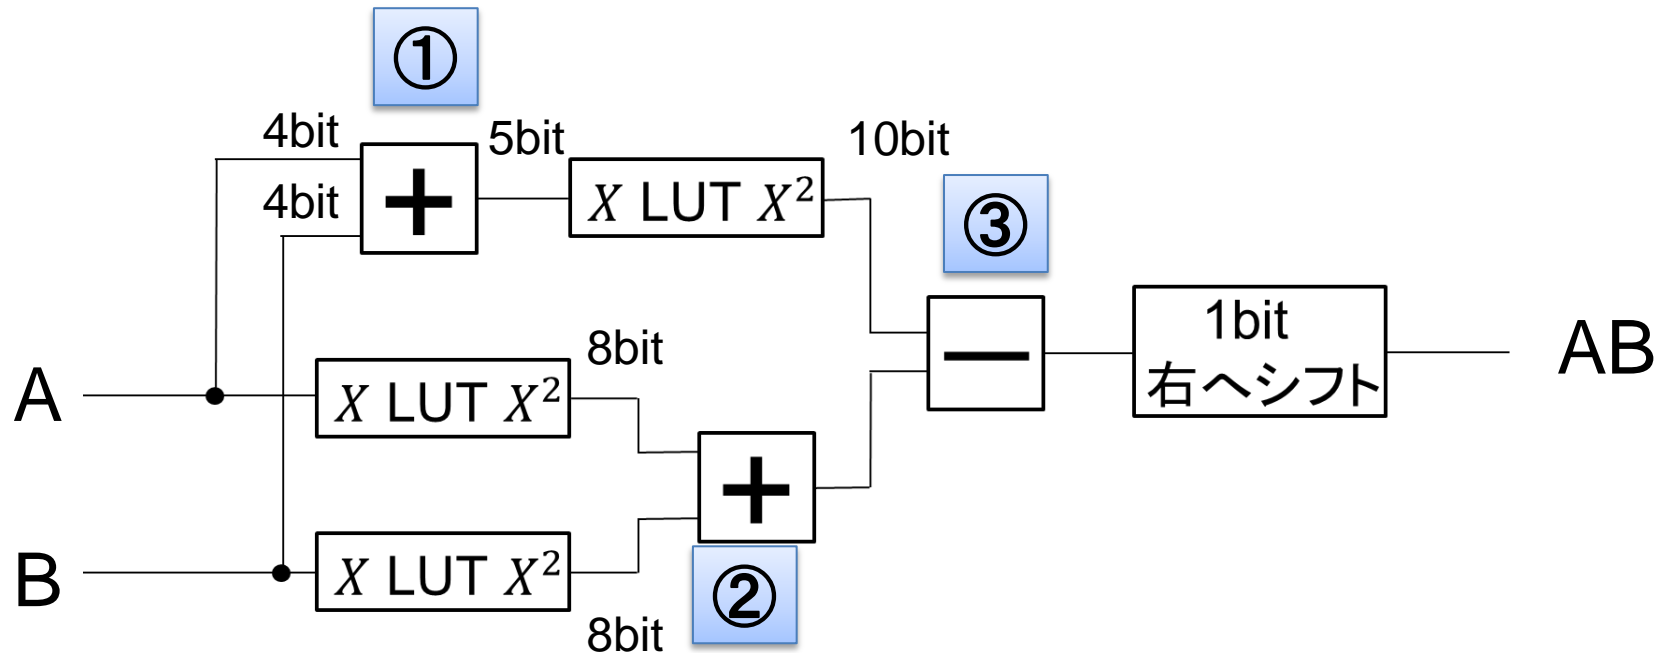 ①
4bit
4bit
+
5bit
X LUT X²
10bit
③
−
1bit
右へシフト
AB
A
X LUT X²
8bit
+
②
B
X LUT X²
8bit